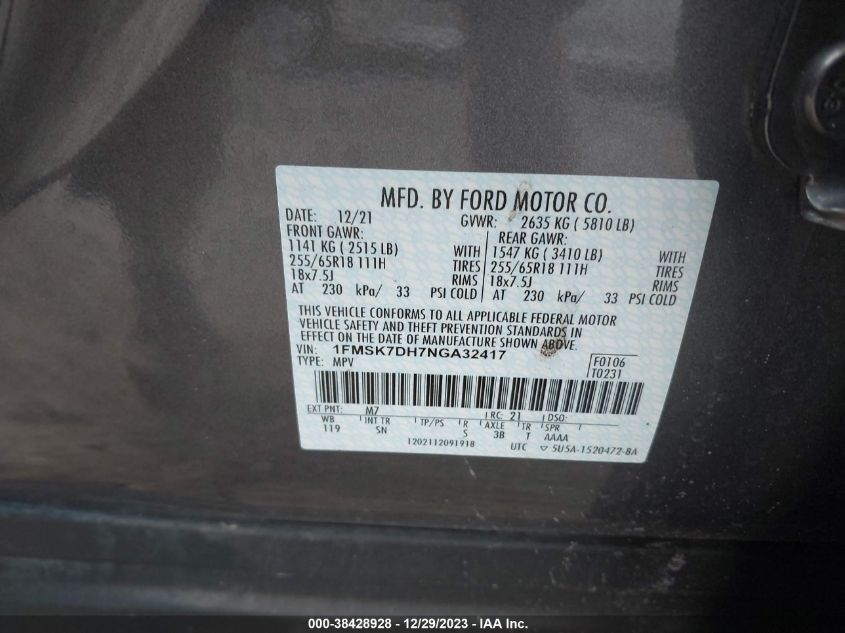 MFD. BY FORD MOTOR CO.
DATE: 12/21 GVWR: 2635 KG ( 5810 LB)
FRONT GAWR: REAR GAWR:
1141 KG ( 2515 LB) WITH 1547 KG ( 3410 LB) WITH
255/65R18 111H TIRES 255/65R18 111H TIRES
18x7.5J RIMS 18x7.5J RIMS
AT 230 kPa/ 33 PSI COLD AT 230 kPa/ 33 PSI COLD
THIS VEHICLE CONFORMS TO ALL APPLICABLE FEDERAL MOTOR
VEHICLE SAFETY AND THEFT PREVENTION STANDARDS IN
EFFECT ON THE DATE OF MANUFACTURE SHOWN ABOVE.
VIN: 1FMSK7DH7NGA32417
TYPE: MPV
F0106
T0231
EXT PNT: M7 RC: 21 DSO:
WB INT TR TP/PS R AXLE TR SPR
119 SN S 3B T AAAA
1202112091918 UTC 5U5A-1520472-BA
000-38428928 - 12/29/2023 - IAA Inc.